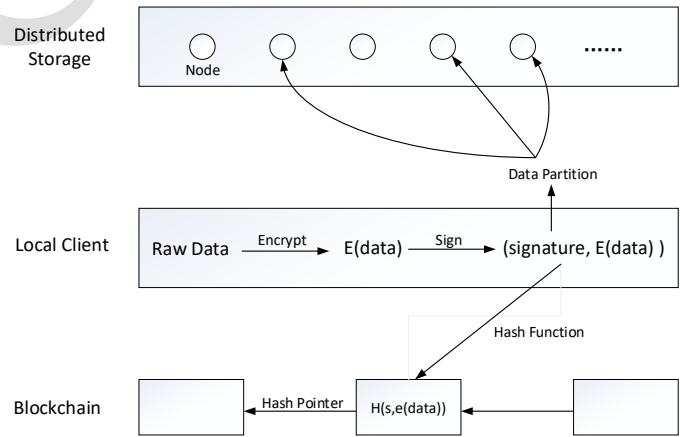 Distributed
Storage
Node
......
Data Partition
Local Client
Raw Data
Encrypt
E(data)
Sign
(signature, E(data) )
Hash Function
Blockchain
Hash Pointer
H(s,e(data))